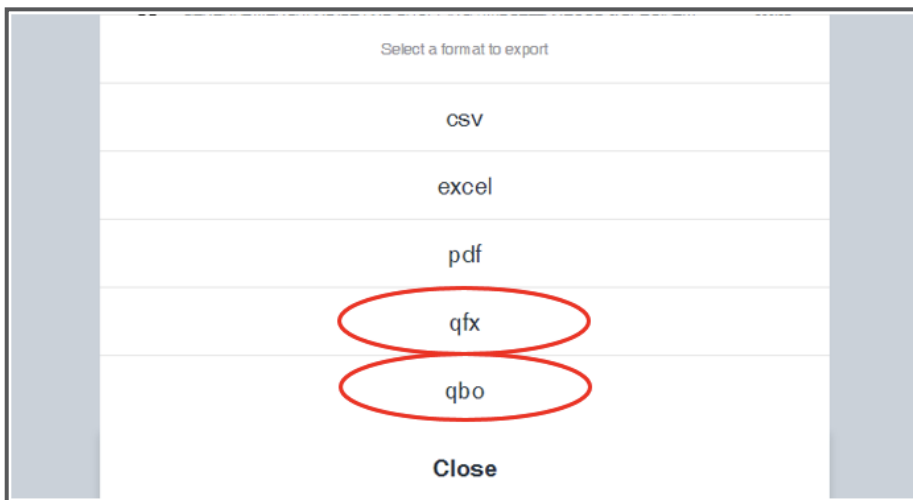 Select a format to export
csv
excel
pdf
qfx
qbo
Close